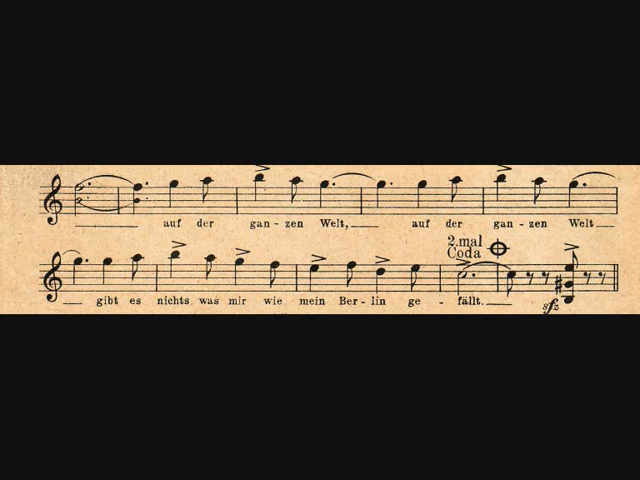 auf der gan-zen Welt, auf der gan-zen Welt
2.mal
Coda
gibt es nichts was mir wie mein Ber-lin ge-fällt.
sfz